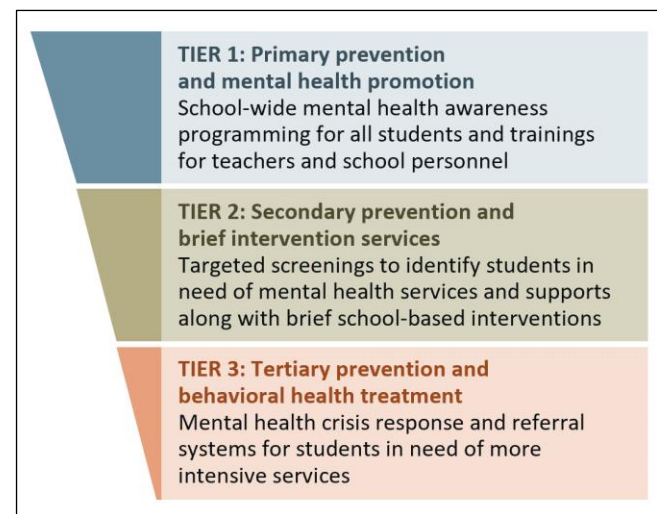 TIER 1: Primary prevention
and mental health promotion
School-wide mental health awareness
programming for all students and trainings
for teachers and school personnel
TIER 2: Secondary prevention and
brief intervention services
Targeted screenings to identify students in
need of mental health services and supports
along with brief school-based interventions
TIER 3: Tertiary prevention and
behavioral health treatment
Mental health crisis response and referral
systems for students in need of more
intensive services